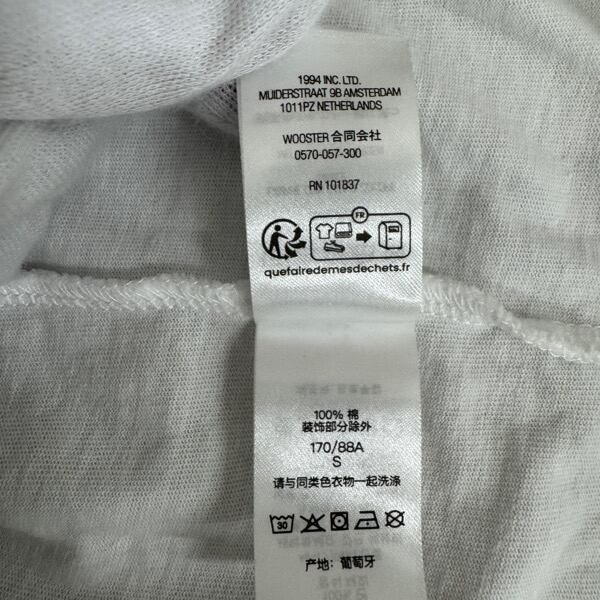 1994 INC. LTD.
MUIDERSTRAAT 9B AMSTERDAM
1011PZ NETHERLANDS
WOOSTER 合同会社
0570-057-300
RN 101837
FR
quefairedemesdechets.fr
100% 棉
装饰部分除外
170/88A
S
请与同类色衣物一起洗涤
30
产地: 葡萄牙